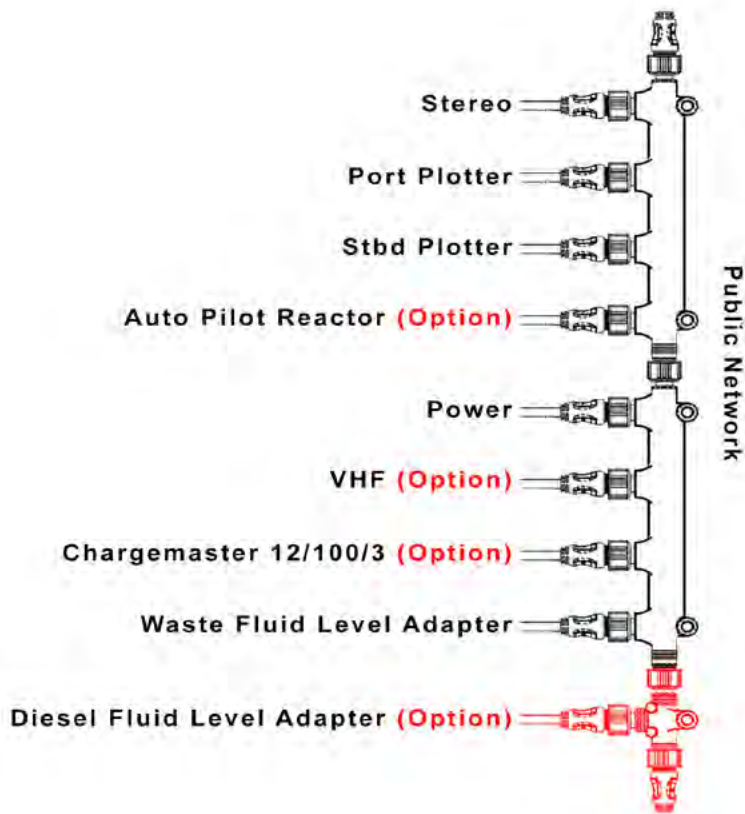 Stereo
Port Plotter
Stbd Plotter
Auto Pilot Reactor (Option)
Power
VHF (Option)
Chargemaster 12/100/3 (Option)
Waste Fluid Level Adapter
Diesel Fluid Level Adapter (Option)
Public Network